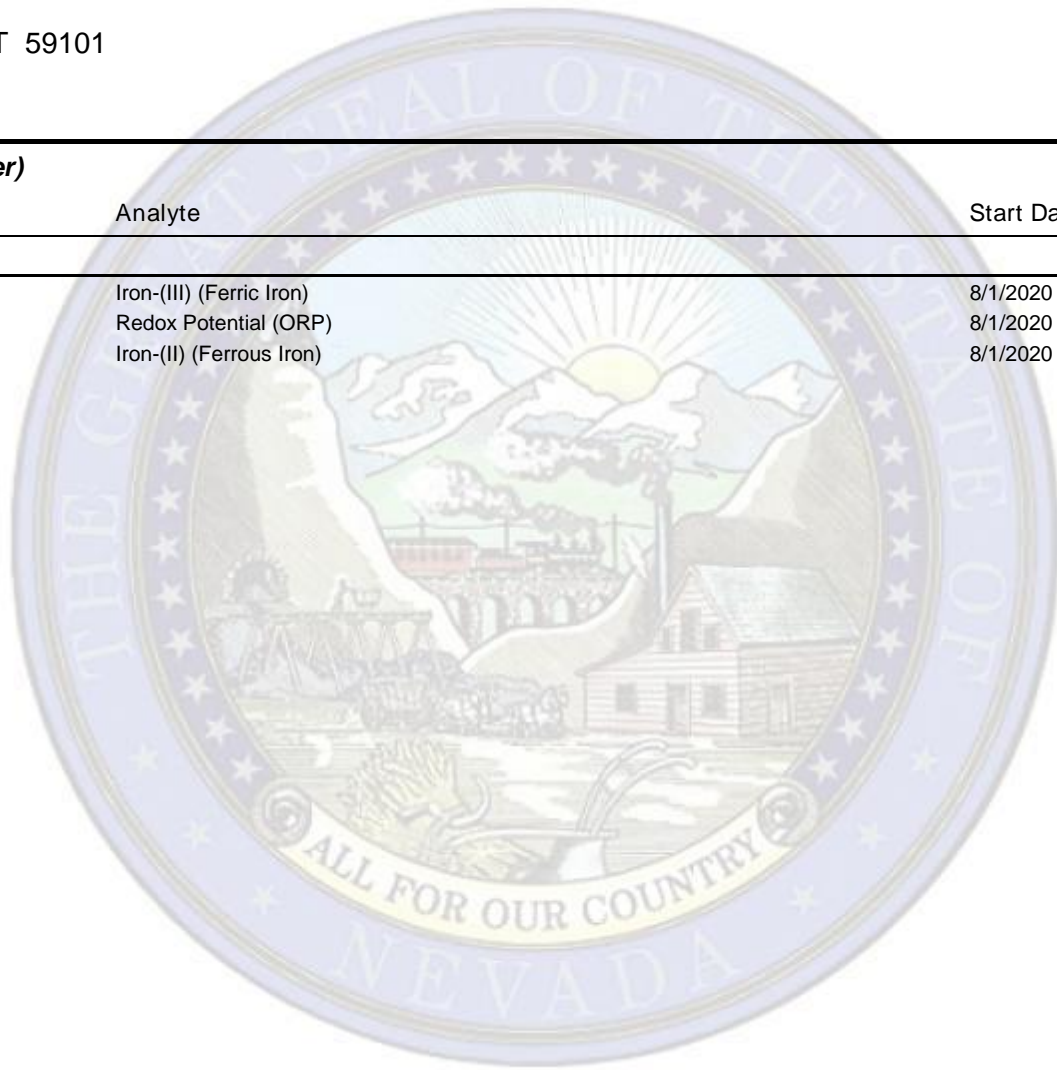 T 59101
er)
Analyte Start Da
Iron-(III) (Ferric Iron) 8/1/2020
Redox Potential (ORP) 8/1/2020
Iron-(II) (Ferrous Iron) 8/1/2020
THE GREAT SEAL OF THE STATE OF
ALL FOR OUR COUNTRY
NEVADA